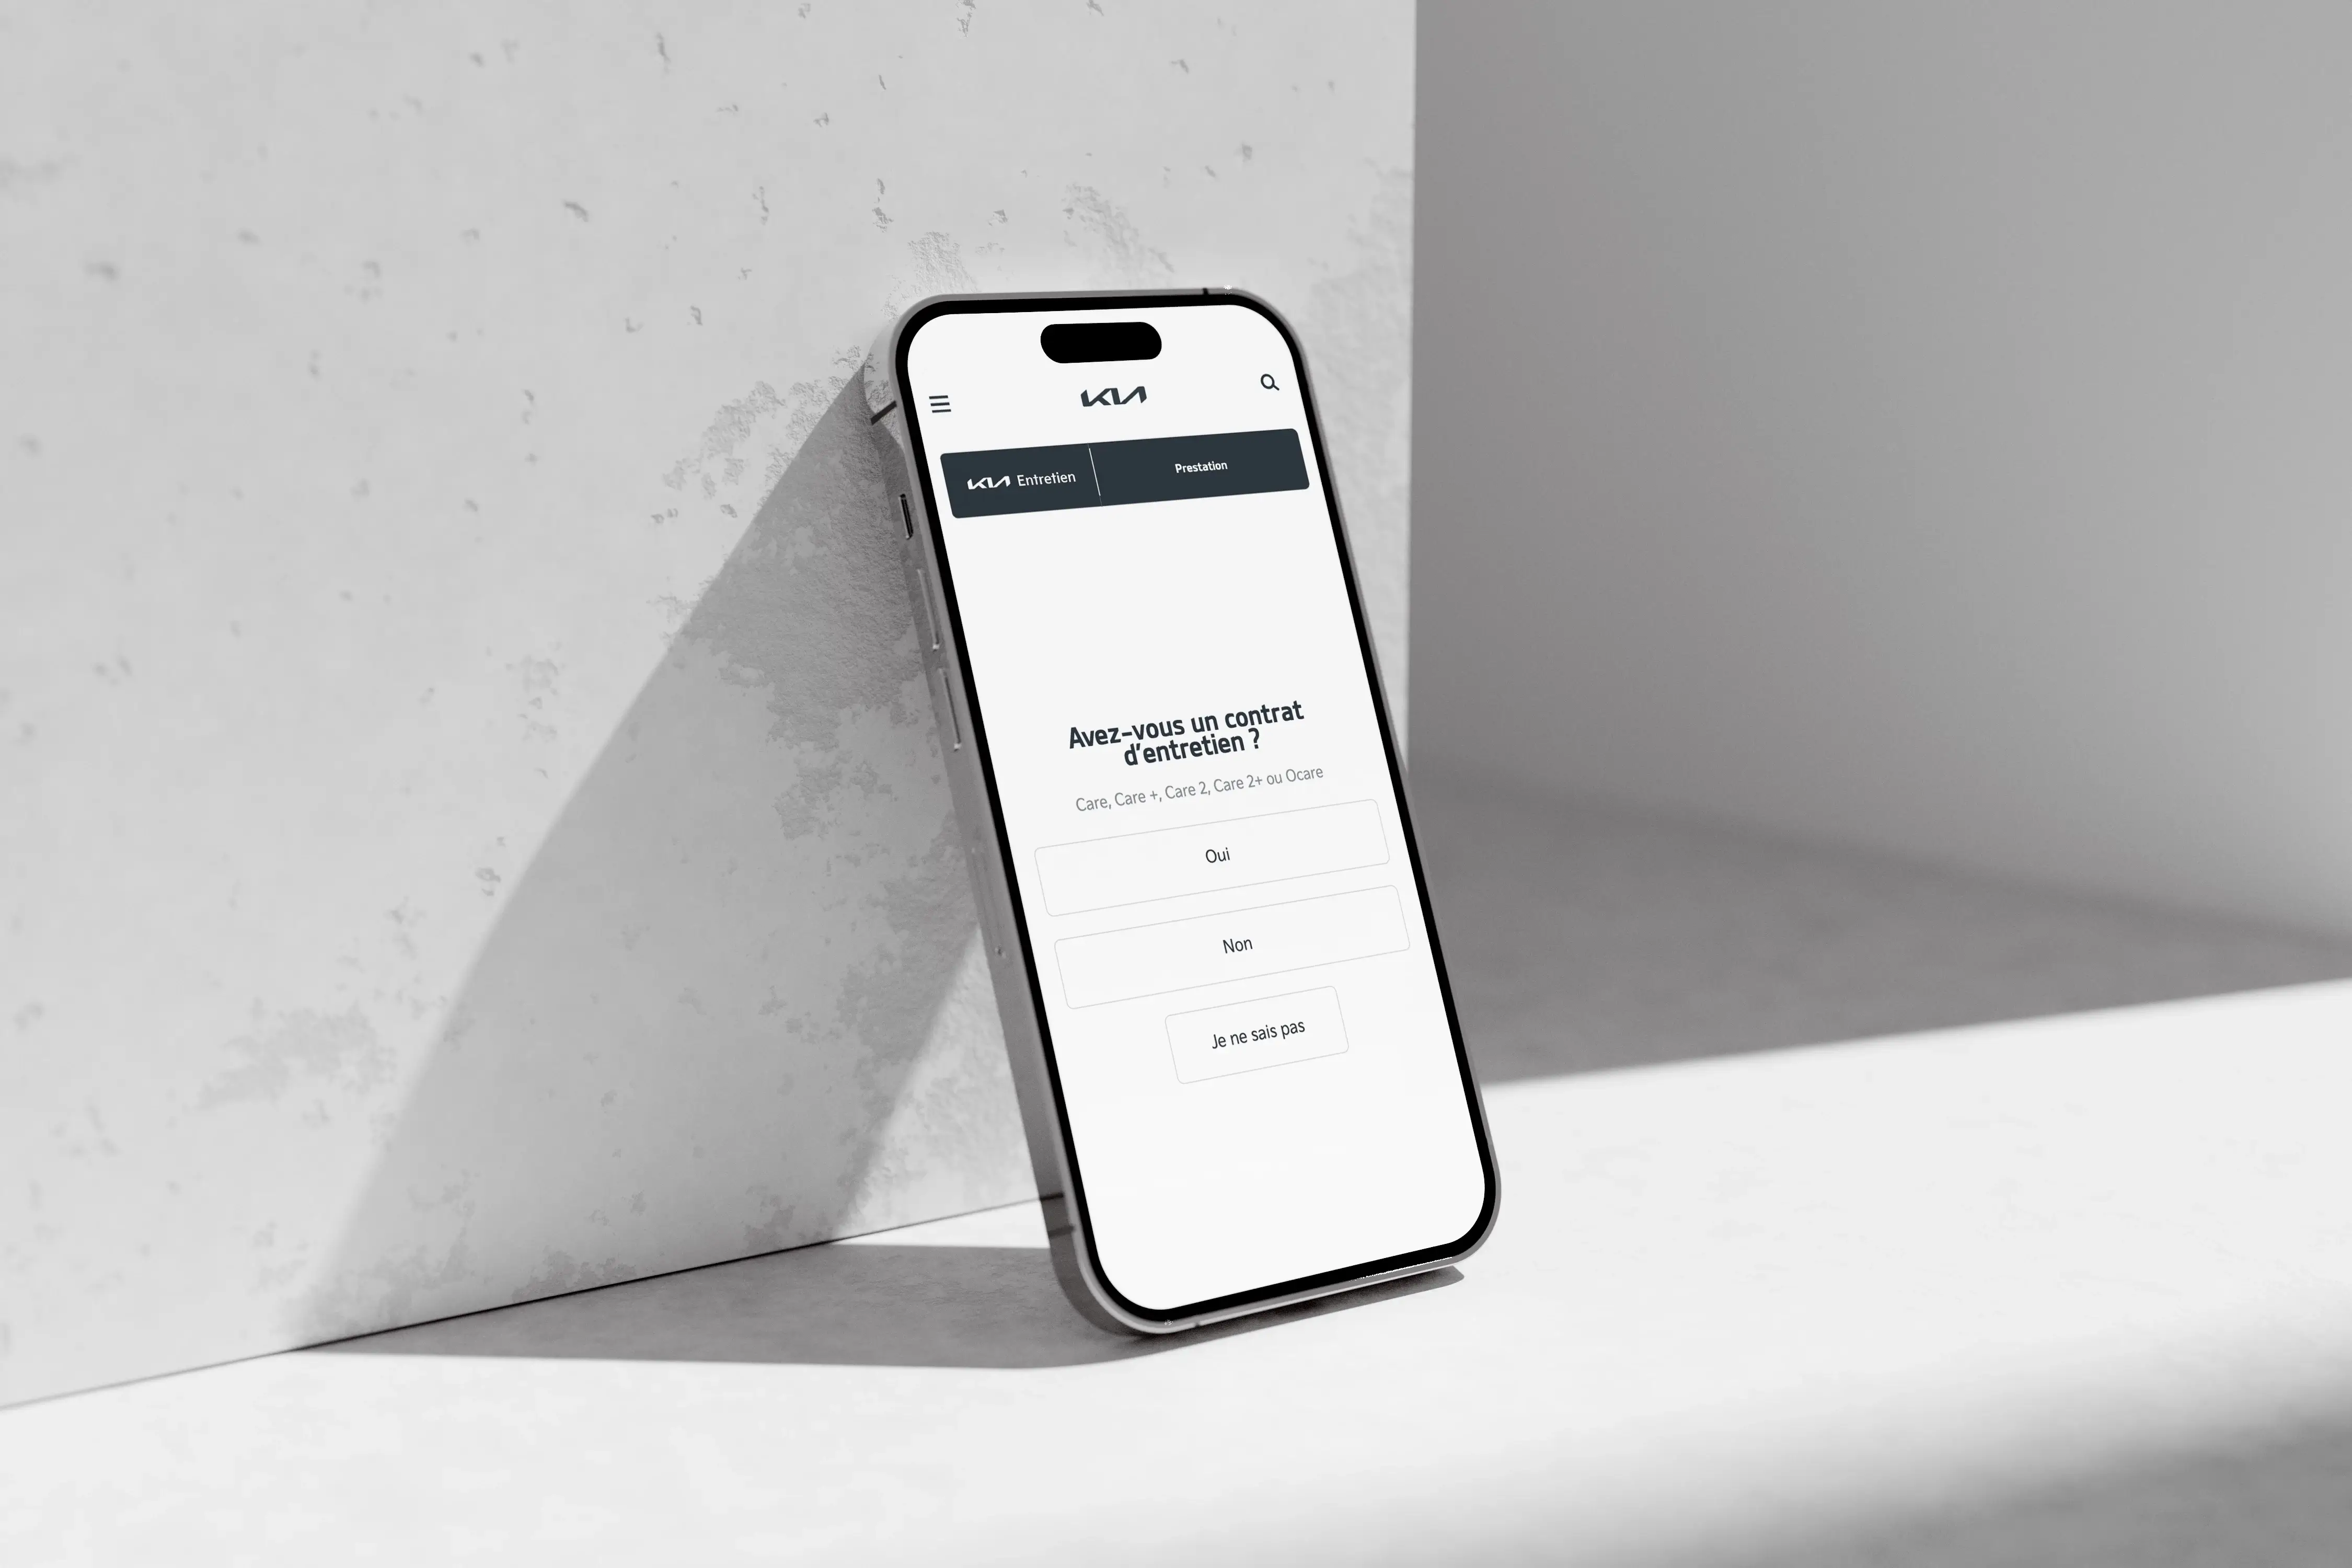 KIA
KIA Entretien
Prestation
Avez-vous un contrat
d'entretien ?
Care, Care +, Care 2, Care 2+ ou Ocare
Oui
Non
Je ne sais pas